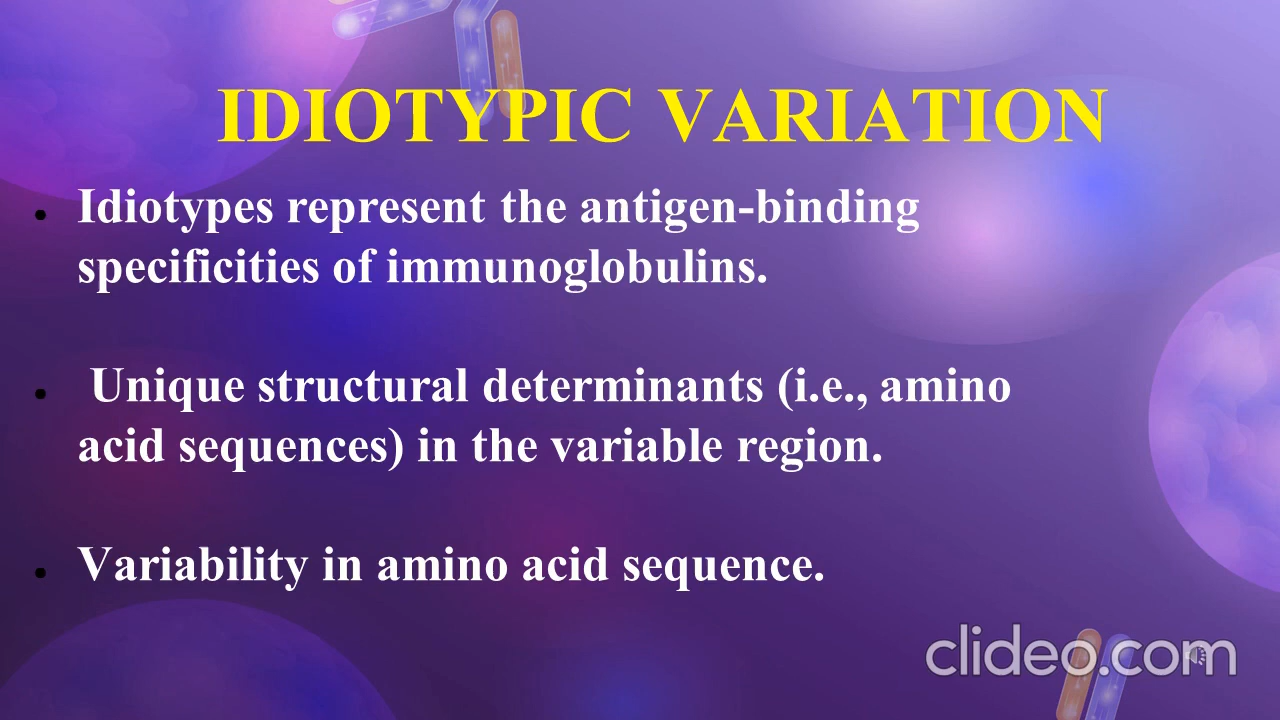 IDIOTYPIC VARIATION
• Idiotypes represent the antigen-binding
specificities of immunoglobulins.
• Unique structural determinants (i.e., amino
acid sequences) in the variable region.
• Variability in amino acid sequence.
clideo.com